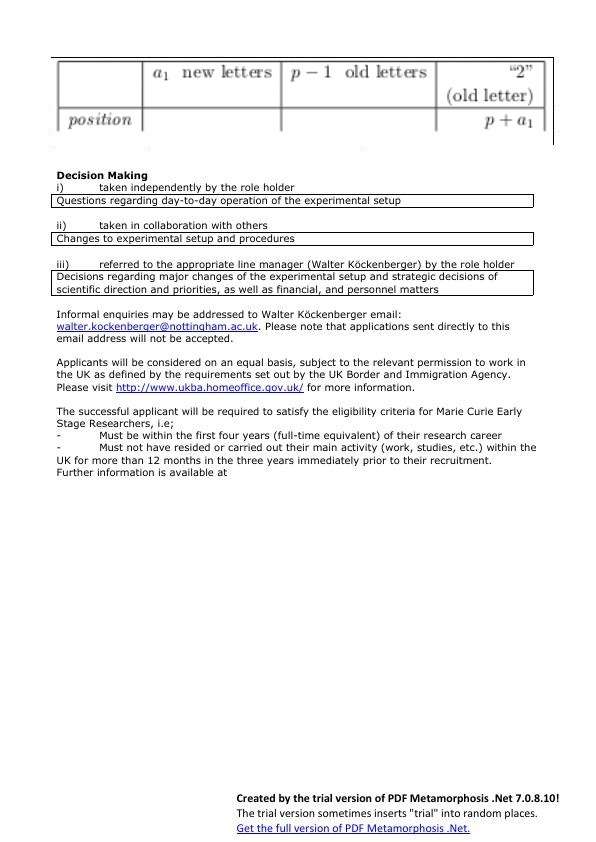 a₁ new letters p − 1 old letters “2”
(old letter)
position p + a₁
Decision Making
i) taken independently by the role holder
Questions regarding day-to-day operation of the experimental setup
ii) taken in collaboration with others
Changes to experimental setup and procedures
iii) referred to the appropriate line manager (Walter Köckenberger) by the role holder
Decisions regarding major changes of the experimental setup and strategic decisions of
scientific direction and priorities, as well as financial, and personnel matters
Informal enquiries may be addressed to Walter Köckenberger email:
walter.kockenberger@nottingham.ac.uk. Please note that applications sent directly to this
email address will not be accepted.
Applicants will be considered on an equal basis, subject to the relevant permission to work in
the UK as defined by the requirements set out by the UK Border and Immigration Agency.
Please visit http://www.ukba.homeoffice.gov.uk/ for more information.
The successful applicant will be required to satisfy the eligibility criteria for Marie Curie Early
Stage Researchers, i.e;
- Must be within the first four years (full-time equivalent) of their research career
- Must not have resided or carried out their main activity (work, studies, etc.) within the
UK for more than 12 months in the three years immediately prior to their recruitment.
Further information is available at
Created by the trial version of PDF Metamorphosis .Net 7.0.8.10!
The trial version sometimes inserts "trial" into random places.
Get the full version of PDF Metamorphosis .Net.